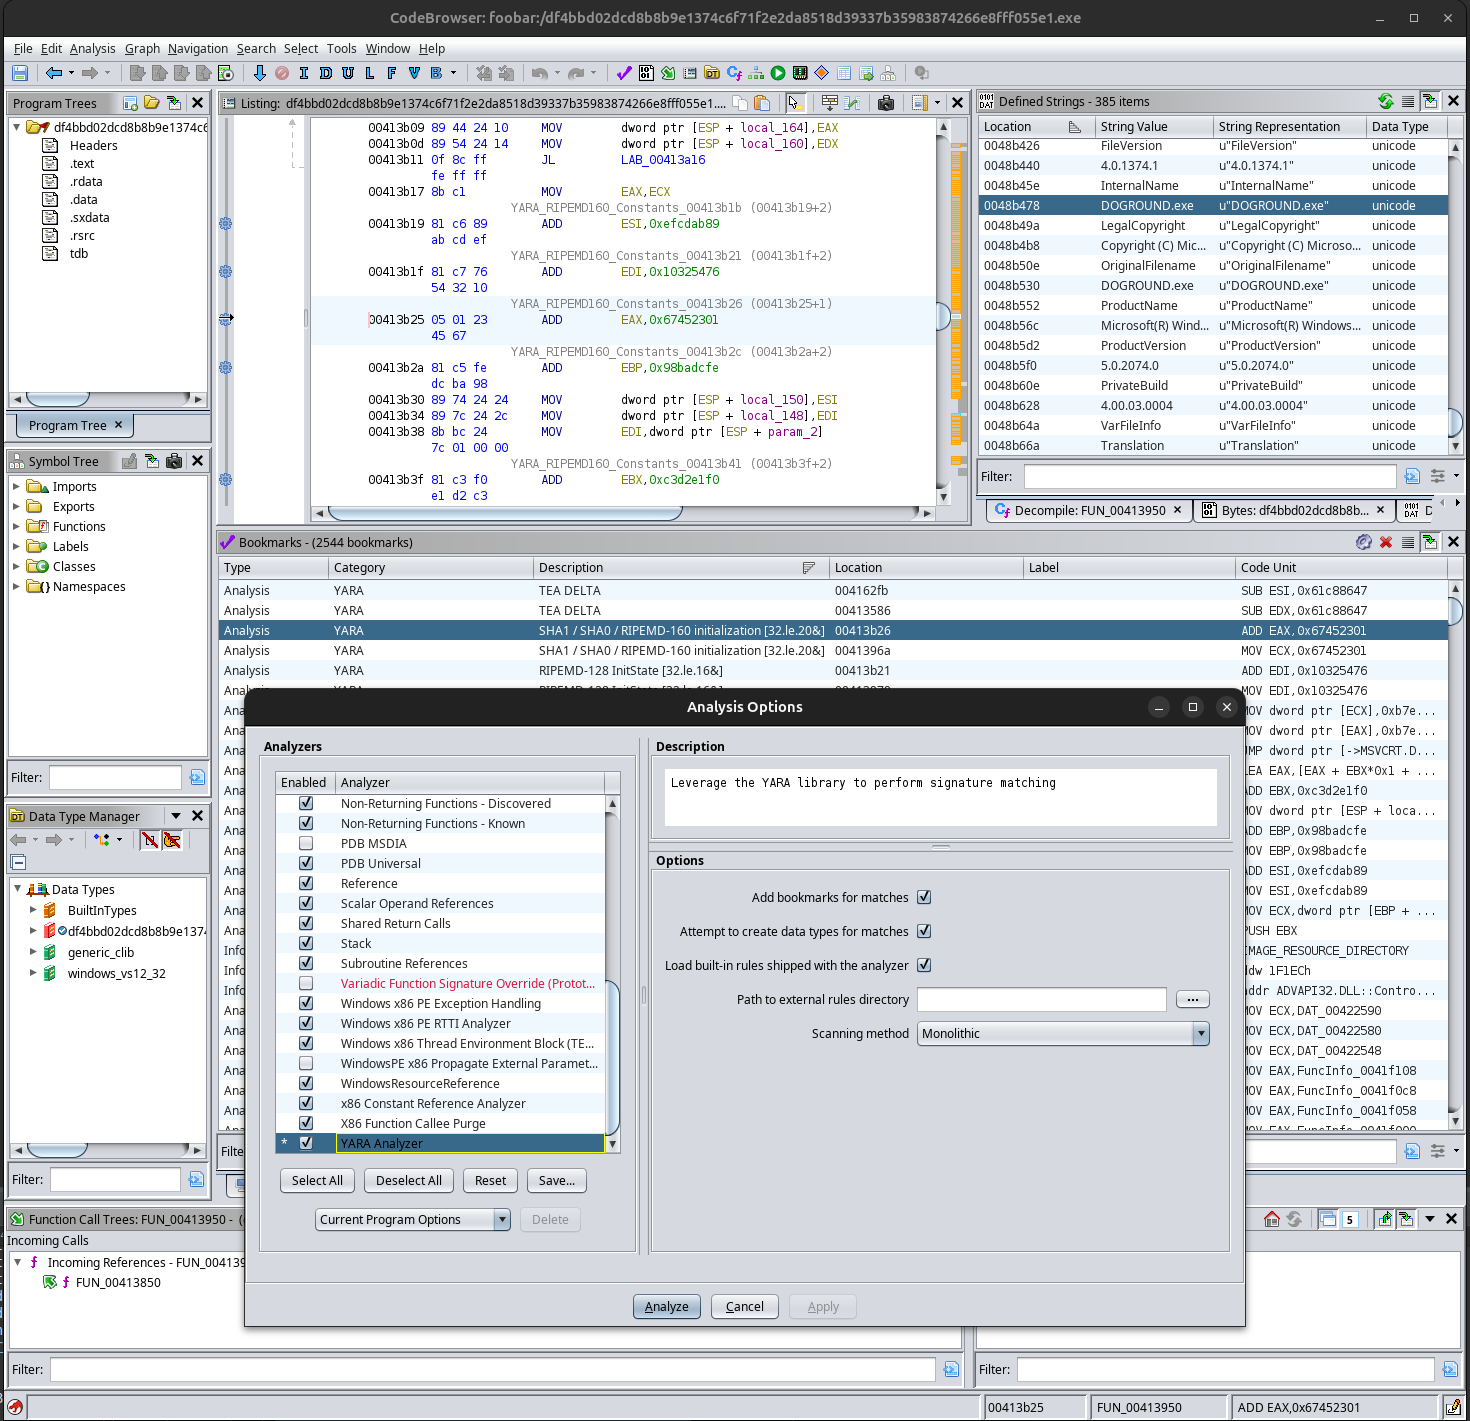 CodeBrowser: foobar:/df4bbd02dcd8b8b9e1374c6f71f2e2da8518d39337b35983874266e8fff055e1.exe
File Edit Analysis Graph Navigation Search Select Tools Window Help
I D U L F V B
Program Trees
df4bbd02dcd8b8b9e1374c6
Headers
.text
.rdata
.data
.sxdata
.rsrc
tdb
Program Tree
Symbol Tree
Imports
Exports
Functions
Labels
Classes
Namespaces
Filter:
Data Type Manager
Data Types
BuiltInTypes
df4bbd02dcd8b8b9e137
generic_clib
windows_vs12_32
Filter:
Listing: df4bbd02dcd8b8b9e1374c6f71f2e2da8518d39337b35983874266e8fff055e1....
00413b09 89 44 24 10 MOV dword ptr [ESP + local_164],EAX
00413b0d 89 54 24 14 MOV dword ptr [ESP + local_160],EDX
00413b11 0f 8c ff JL LAB_00413a16
fe ff ff
00413b17 8b c1 MOV EAX,ECX
YARA_RIPEMD160_Constants_00413b1b (00413b19+2)
00413b19 81 c6 89 ADD ESI,0xefcdab89
ab cd ef
YARA_RIPEMD160_Constants_00413b21 (00413b1f+2)
00413b1f 81 c7 76 ADD EDI,0x10325476
54 32 10
YARA_RIPEMD160_Constants_00413b26 (00413b25+1)
00413b25 05 01 23 ADD EAX,0x67452301
45 67
YARA_RIPEMD160_Constants_00413b2c (00413b2a+2)
00413b2a 81 c5 fe ADD EBP,0x98badcfe
dc ba 98
00413b30 89 74 24 24 MOV dword ptr [ESP + local_150],ESI
00413b34 89 7c 24 2c MOV dword ptr [ESP + local_148],EDI
00413b38 8b bc 24 MOV EDI,dword ptr [ESP + param_2]
7c 01 00 00
YARA_RIPEMD160_Constants_00413b41 (00413b3f+2)
00413b3f 81 c3 f0 ADD EBX,0xc3d2e1f0
e1 d2 c3
Defined Strings - 385 items
Location String Value String Representation Data Type
0048b426 FileVersion u"FileVersion" unicode
0048b440 4.0.1374.1 u"4.0.1374.1" unicode
0048b45e InternalName u"InternalName" unicode
0048b478 DOGROUND.exe u"DOGROUND.exe" unicode
0048b49a LegalCopyright u"LegalCopyright" unicode
0048b4b8 Copyright (C) Mic... u"Copyright (C) Microso... unicode
0048b50e OriginalFilename u"OriginalFilename" unicode
0048b530 DOGROUND.exe u"DOGROUND.exe" unicode
0048b552 ProductName u"ProductName" unicode
0048b56c Microsoft(R) Wind... u"Microsoft(R) Windows... unicode
0048b5d2 ProductVersion u"ProductVersion" unicode
0048b5f0 5.0.2074.0 u"5.0.2074.0" unicode
0048b60e PrivateBuild u"PrivateBuild" unicode
0048b628 4.00.03.0004 u"4.00.03.0004" unicode
0048b64a VarFileInfo u"VarFileInfo" unicode
0048b66a Translation u"Translation" unicode
Filter:
Decompile: FUN_00413950 Bytes: df4bbd02dcd8b8b...
Bookmarks - (2544 bookmarks)
Type Category Description Location Label Code Unit
Analysis YARA TEA DELTA 004162fb SUB ESI,0x61c88647
Analysis YARA TEA DELTA 00413586 SUB EDX,0x61c88647
Analysis YARA SHA1 / SHA0 / RIPEMD-160 initialization [32.le.20&] 00413b26 ADD EAX,0x67452301
Analysis YARA SHA1 / SHA0 / RIPEMD-160 initialization [32.le.20&] 0041396a MOV ECX,0x67452301
Analysis YARA RIPEMD-128 InitState [32.le.16&] 00413b21 ADD EDI,0x10325476
MOV EDI,0x10325476
MOV dword ptr [ECX],0xb7e...
MOV dword ptr [EAX],0xb7e...
JMP dword ptr [->MSVCRT.D...
LEA EAX,[EAX + EBX*0x1 + ...
ADD EBX,0xc3d2e1f0
MOV dword ptr [ESP + loca...
ADD EBP,0x98badcfe
MOV EBP,0x98badcfe
ADD ESI,0xefcdab89
MOV ESI,0xefcdab89
MOV ECX,dword ptr [EBP + ...
PUSH EBX
IMAGE_RESOURCE_DIRECTORY
ddw 1F1ECh
addr ADVAPI32.DLL::Contro...
MOV ECX,DAT_00422590
MOV ECX,DAT_00422580
MOV ECX,DAT_00422548
MOV EAX,FuncInfo_0041f108
MOV EAX,FuncInfo_0041f0c8
MOV EAX,FuncInfo_0041f058
Analysis Options
Analyzers
Enabled Analyzer
Non-Returning Functions - Discovered
Non-Returning Functions - Known
PDB MSDIA
PDB Universal
Reference
Scalar Operand References
Shared Return Calls
Stack
Subroutine References
Variadic Function Signature Override (Protot...
Windows x86 PE Exception Handling
Windows x86 PE RTTI Analyzer
Windows x86 Thread Environment Block (TE...
WindowsPE x86 Propagate External Paramet...
WindowsResourceReference
x86 Constant Reference Analyzer
X86 Function Callee Purge
* YARA Analyzer
Select All Deselect All Reset Save...
Current Program Options Delete
Description
Leverage the YARA library to perform signature matching
Options
Add bookmarks for matches
Attempt to create data types for matches
Load built-in rules shipped with the analyzer
Path to external rules directory ...
Scanning method Monolithic
Analyze Cancel Apply
Function Call Trees: FUN_00413950 -
5
Incoming Calls
Incoming References - FUN_00413
FUN_00413850
Filter:
Filter:
00413b25 FUN_00413950 ADD EAX,0x67452301